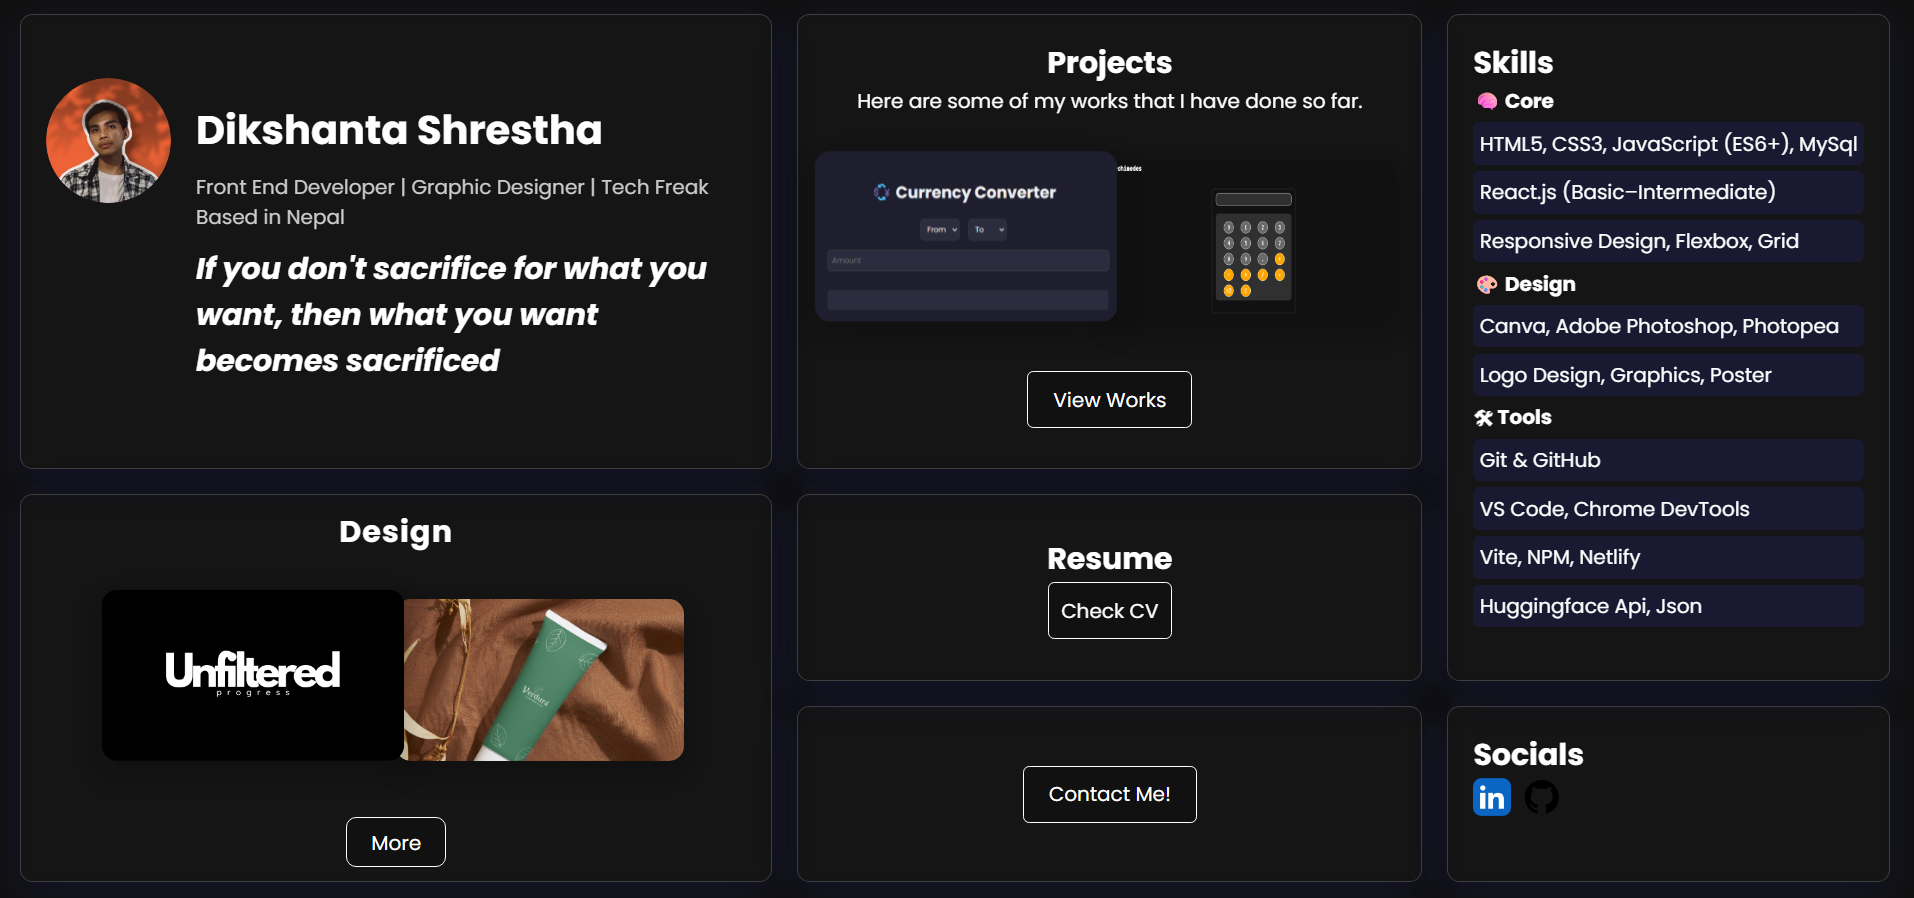 Dikshanta Shrestha
Front End Developer | Graphic Designer | Tech Freak
Based in Nepal
If you don't sacrifice for what you
want, then what you want
becomes sacrificed
Projects
Here are some of my works that I have done so far.
Currency Converter
From
To
Amount
View Works
Skills
🧠 Core
HTML5, CSS3, JavaScript (ES6+), MySql
React.js (Basic–Intermediate)
Responsive Design, Flexbox, Grid
🎨 Design
Canva, Adobe Photoshop, Photopea
Logo Design, Graphics, Poster
🛠 Tools
Git & GitHub
VS Code, Chrome DevTools
Vite, NPM, Netlify
Huggingface Api, Json
Design
Unfiltered
progress
Verdura
More
Resume
Check CV
Contact Me!
Socials
in